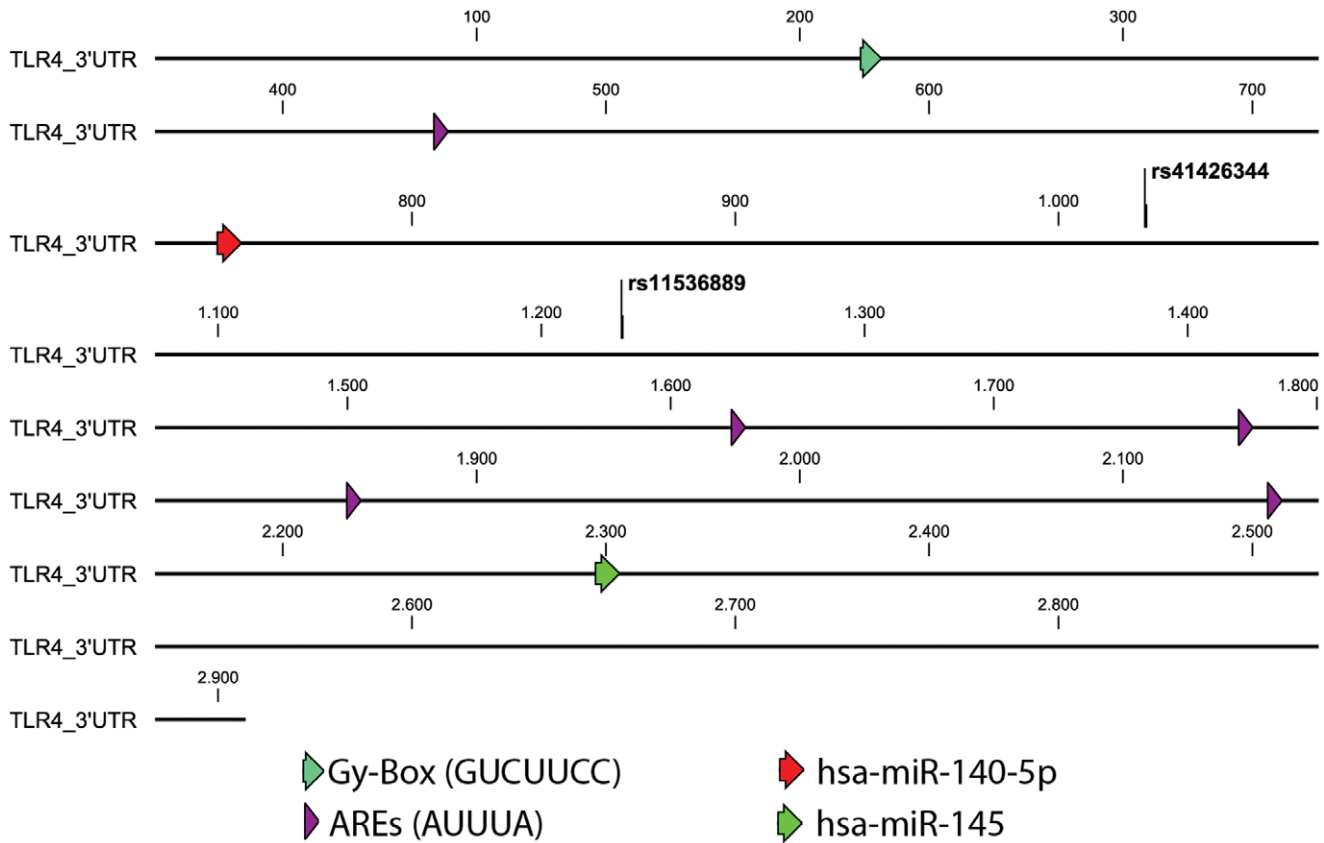 100 200 300
TLR4_3'UTR
400 500 600 700
TLR4_3'UTR
rs41426344
800 900 1.000
TLR4_3'UTR
rs11536889
1.100 1.200 1.300 1.400
TLR4_3'UTR
1.500 1.600 1.700 1.800
TLR4_3'UTR
1.900 2.000 2.100
TLR4_3'UTR
2.200 2.300 2.400 2.500
TLR4_3'UTR
2.600 2.700 2.800
TLR4_3'UTR
2.900
TLR4_3'UTR
Gy-Box (GUCUUCC) hsa-miR-140-5p
AREs (AUUUA) hsa-miR-145